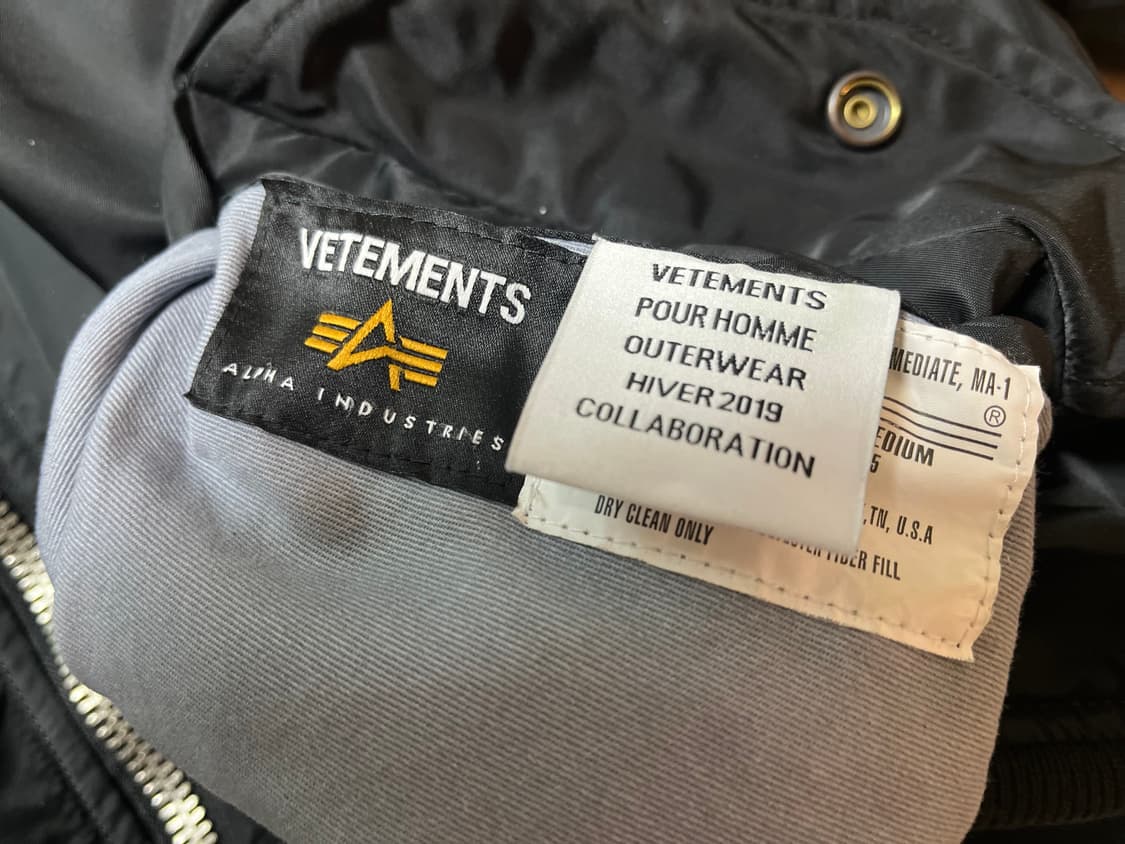 VETEMENTS
ALPHA INDUSTRIES
VETEMENTS
POUR HOMME
OUTERWEAR
HIVER 2019
COLLABORATION
MEDIATE, MA-1
®
EDIUM
5
,TN, U.S.A
DRY CLEAN ONLY
FIBER FILL